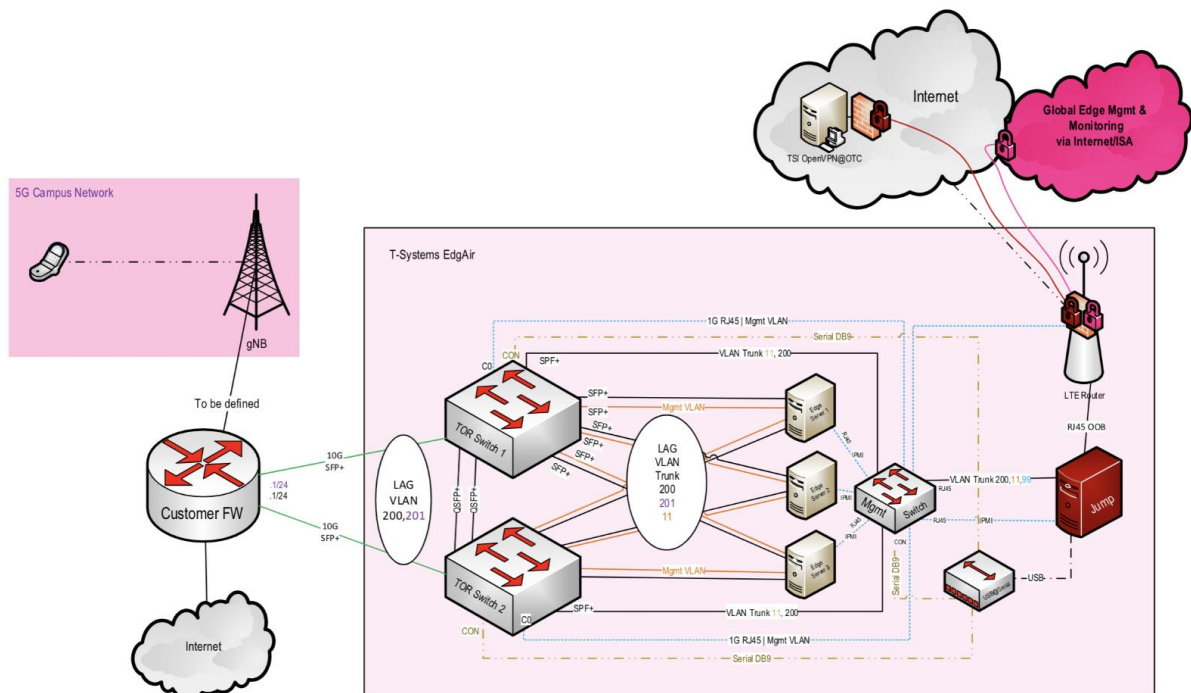 Internet
TSI OpenVPN@OTC
Global Edge Mgmt &
Monitoring
via Internet/ISA
5G Campus Network
gNB
To be defined
.1/24
.1/24
Customer FW
Internet
10G
SFP+
10G
SFP+
LAG
VLAN
200,201
T-Systems EdgAir
1G RJ45 | Mgmt VLAN
Serial DB9
CON
C0
SPF+
VLAN Trunk 11, 200
TOR Switch 1
SFP+
SFP+
SFP+
SFP+
SFP+
SFP+
Mgmt VLAN
QSFP+
QSFP+
LAG
VLAN
Trunk
200
201
11
Edge
Server 1
Edge
Server 2
Edge
Server 3
RJ45
IPMI
IPMI
RJ45
IPMI
Mgmt
Switch
CON
RJ45
VLAN Trunk 200,11,99
RJ45
IPMI
LTE Router
RJ45 OOB
Jump
USB
USB@Serial
Serial DB9
TOR Switch 2
Mgmt VLAN
SPF+
VLAN Trunk 11, 200
C0
CON
1G RJ45 | Mgmt VLAN
Serial DB9